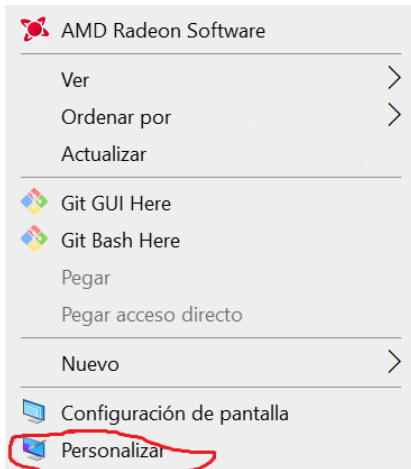 AMD Radeon Software
Ver
Ordenar por
Actualizar
Git GUI Here
Git Bash Here
Pegar
Pegar acceso directo
Nuevo
Configuración de pantalla
Personalizar